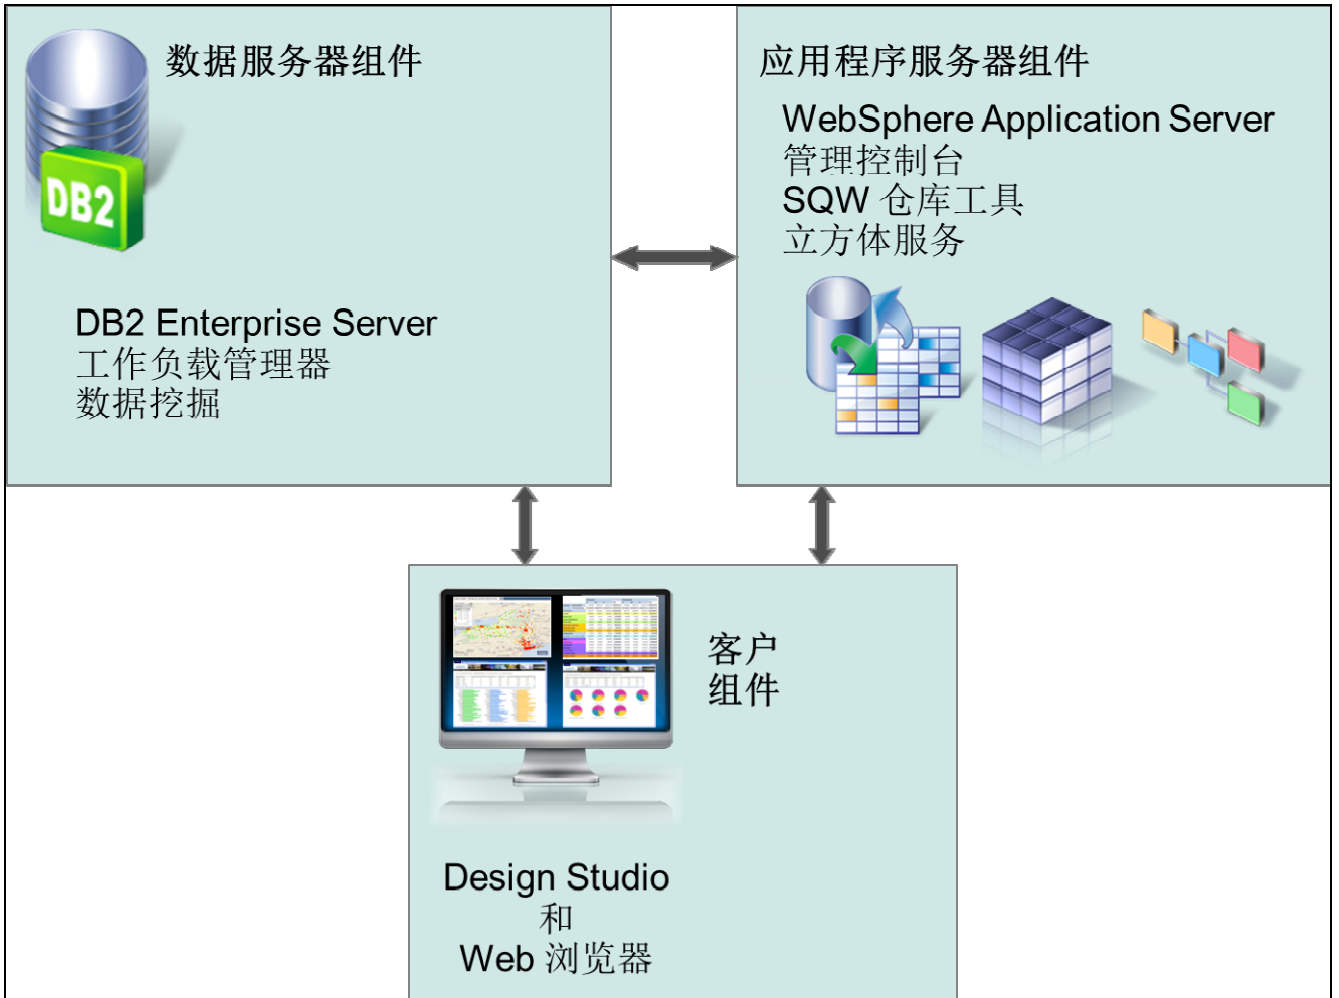 数据服务器组件
DB2
DB2 Enterprise Server
工作负载管理器
数据挖掘
应用程序服务器组件
WebSphere Application Server
管理控制台
SQW 仓库工具
立方体服务
客户
组件
Design Studio
和
Web 浏览器